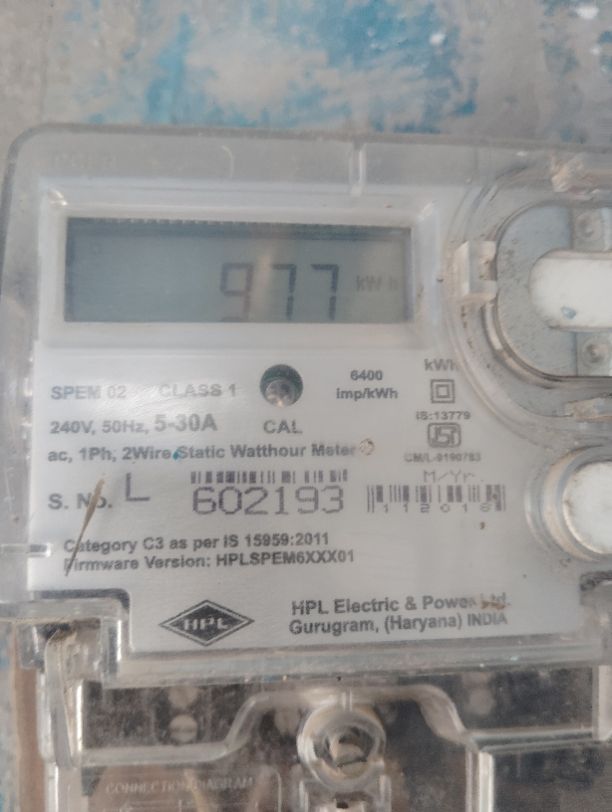 977 kWh
SPEM 02 CLASS 1
6400
imp/kWh
kWh
240V, 50Hz, 5-30A
CAL
IS:13779
ac, 1Ph, 2Wire Static Watthour Meter
CM/L-9190783
M/Yr.
S. No. L 602193
112018
Category C3 as per IS 15959:2011
Firmware Version: HPLSPEM6XXX01
HPL
HPL Electric & Power Ltd.
Gurugram, (Haryana) INDIA
CONNECTION DIAGRAM